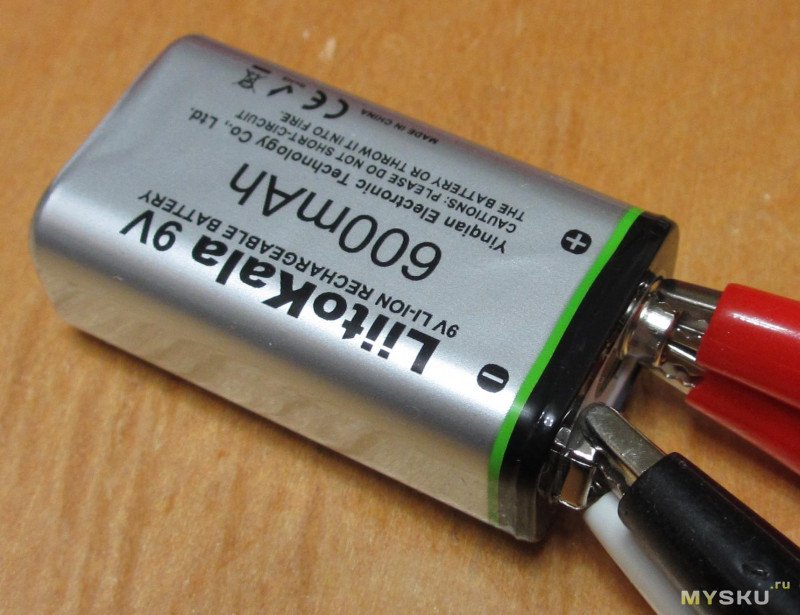 LiitoKala 9V
9V LI-ION RECHARGEABLE BATTERY
600mAh
Yinqian Electronic Technology Co., Ltd.
CAUTIONS: PLEASE DO NOT SHORT-CIRCUIT
THE BATTERY OR THROW IT INTO FIRE.
CE
MADE IN CHINA
− +
MYSKU.ru